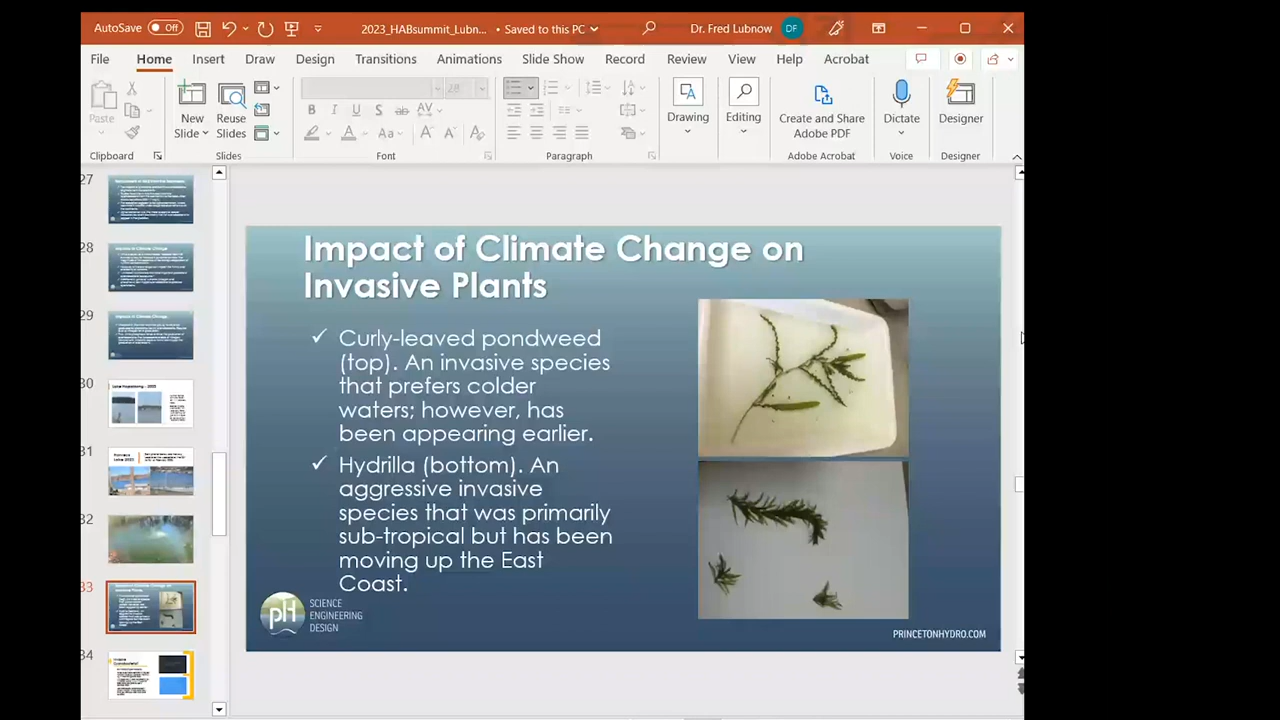 AutoSave Off 2023_HABsummit_Lubn... • Saved to this PC Dr. Fred Lubnow DF
File Home Insert Draw Design Transitions Animations Slide Show Record Review View Help Acrobat
Paste
New Slide
Reuse Slides
28
B I U S ab AV
Aa A A
Drawing
Editing
Create and Share Adobe PDF
Dictate
Designer
Clipboard Slides Font Paragraph Adobe Acrobat Voice Designer
27
28
29
30
31
32
33
34
Impact of Climate Change on
Invasive Plants
✓ Curly-leaved pondweed
(top). An invasive species
that prefers colder
waters; however, has
been appearing earlier.
✓ Hydrilla (bottom). An
aggressive invasive
species that was primarily
sub-tropical but has been
moving up the East
Coast.
pH SCIENCE
ENGINEERING
DESIGN
PRINCETONHYDRO.COM